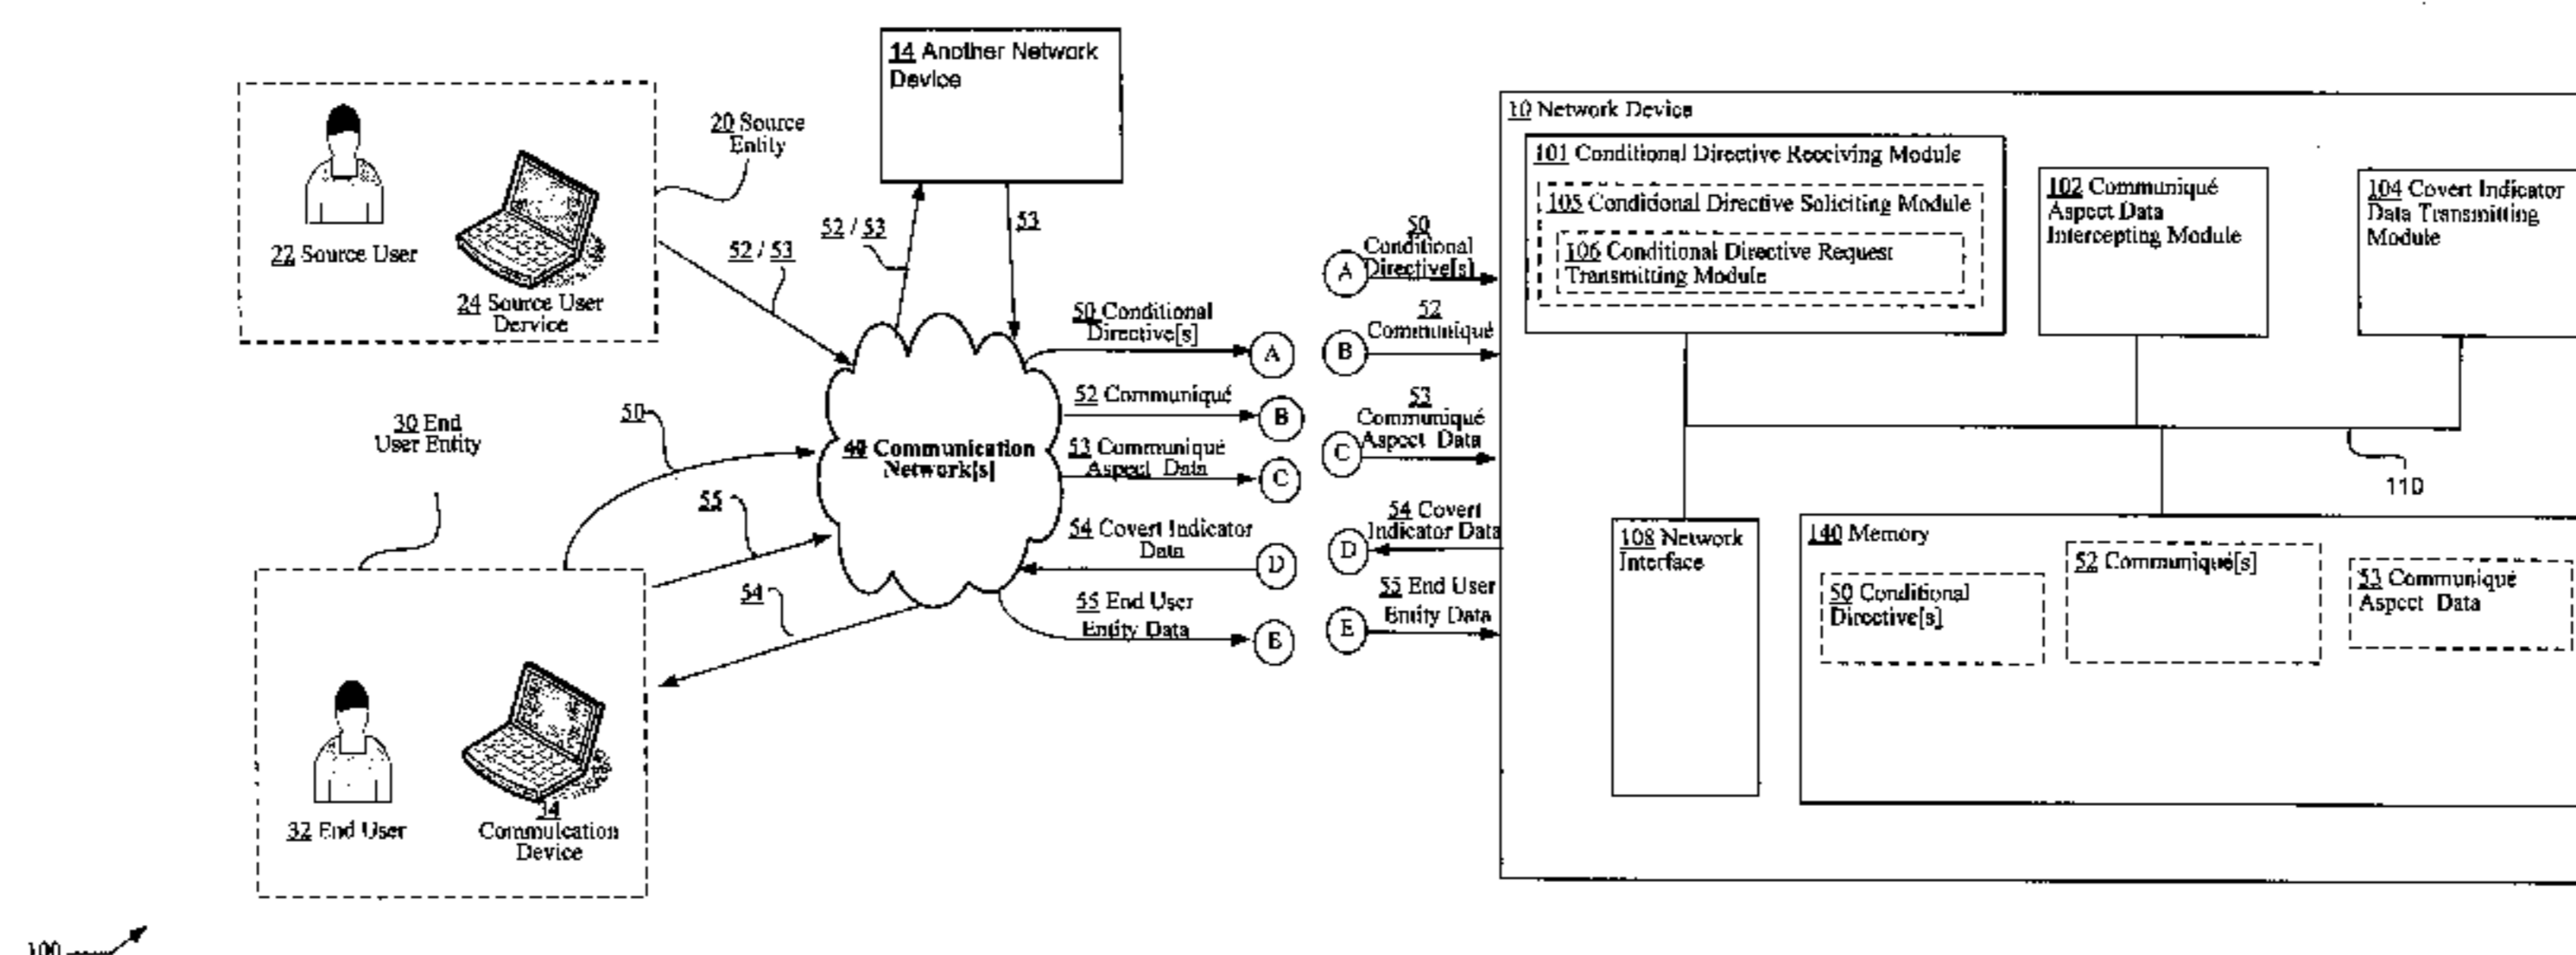 14 Another Network
Device
20 Source
Entity
22 Source User
24 Source User
Dervice
52 / 53
52 / 53
53
30 End
User Entity
50
55
54
32 End User
34
Commuication
Device
40 Communication
Network[s]
50 Conditional
Directive[s]
A
52 Communiqué
B
53 Communiqué
Aspect Data
C
54 Covert Indicator
Data
D
55 End User
Entity Data
E
50
Conditional
Directive[s]
A
52
Communiqué
B
53
Communiqué
Aspect Data
C
54 Covert
Indicator Data
D
55 End User
Entity Data
E
10 Network Device
101 Conditional Directive Receiving Module
105 Conditional Directive Soliciting Module
106 Conditional Directive Request
Transmitting Module
102 Communiqué
Aspect Data
Intercepting Module
104 Covert Indicator
Data Transmitting
Module
110
108 Network
Interface
140 Memory
50 Conditional
Directive[s]
52 Communiqué[s]
53 Communiqué
Aspect Data
100